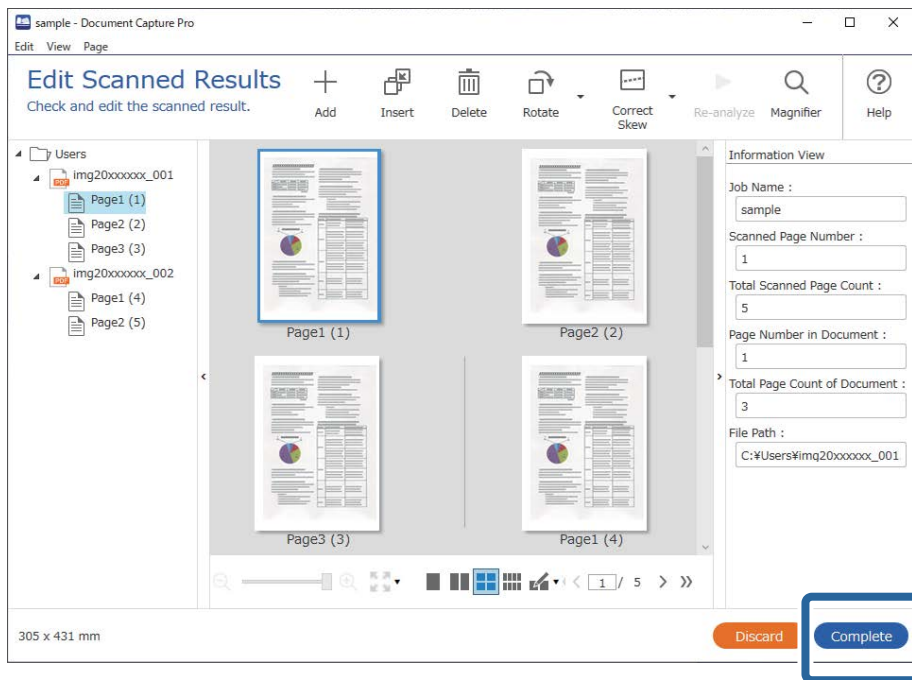 sample - Document Capture Pro
Edit View Page
Edit Scanned Results
Check and edit the scanned result.
Add
Insert
Delete
Rotate
Correct
Skew
Re-analyze
Magnifier
Help
Users
img20xxxxxx_001
Page1 (1)
Page2 (2)
Page3 (3)
img20xxxxxx_002
Page1 (4)
Page2 (5)
Page1 (1)
Page2 (2)
Page3 (3)
Page1 (4)
Information View
Job Name :
sample
Scanned Page Number :
1
Total Scanned Page Count :
5
Page Number in Document :
1
Total Page Count of Document :
3
File Path :
C:¥Users¥img20xxxxxx_001
1 / 5
305 x 431 mm
Discard
Complete